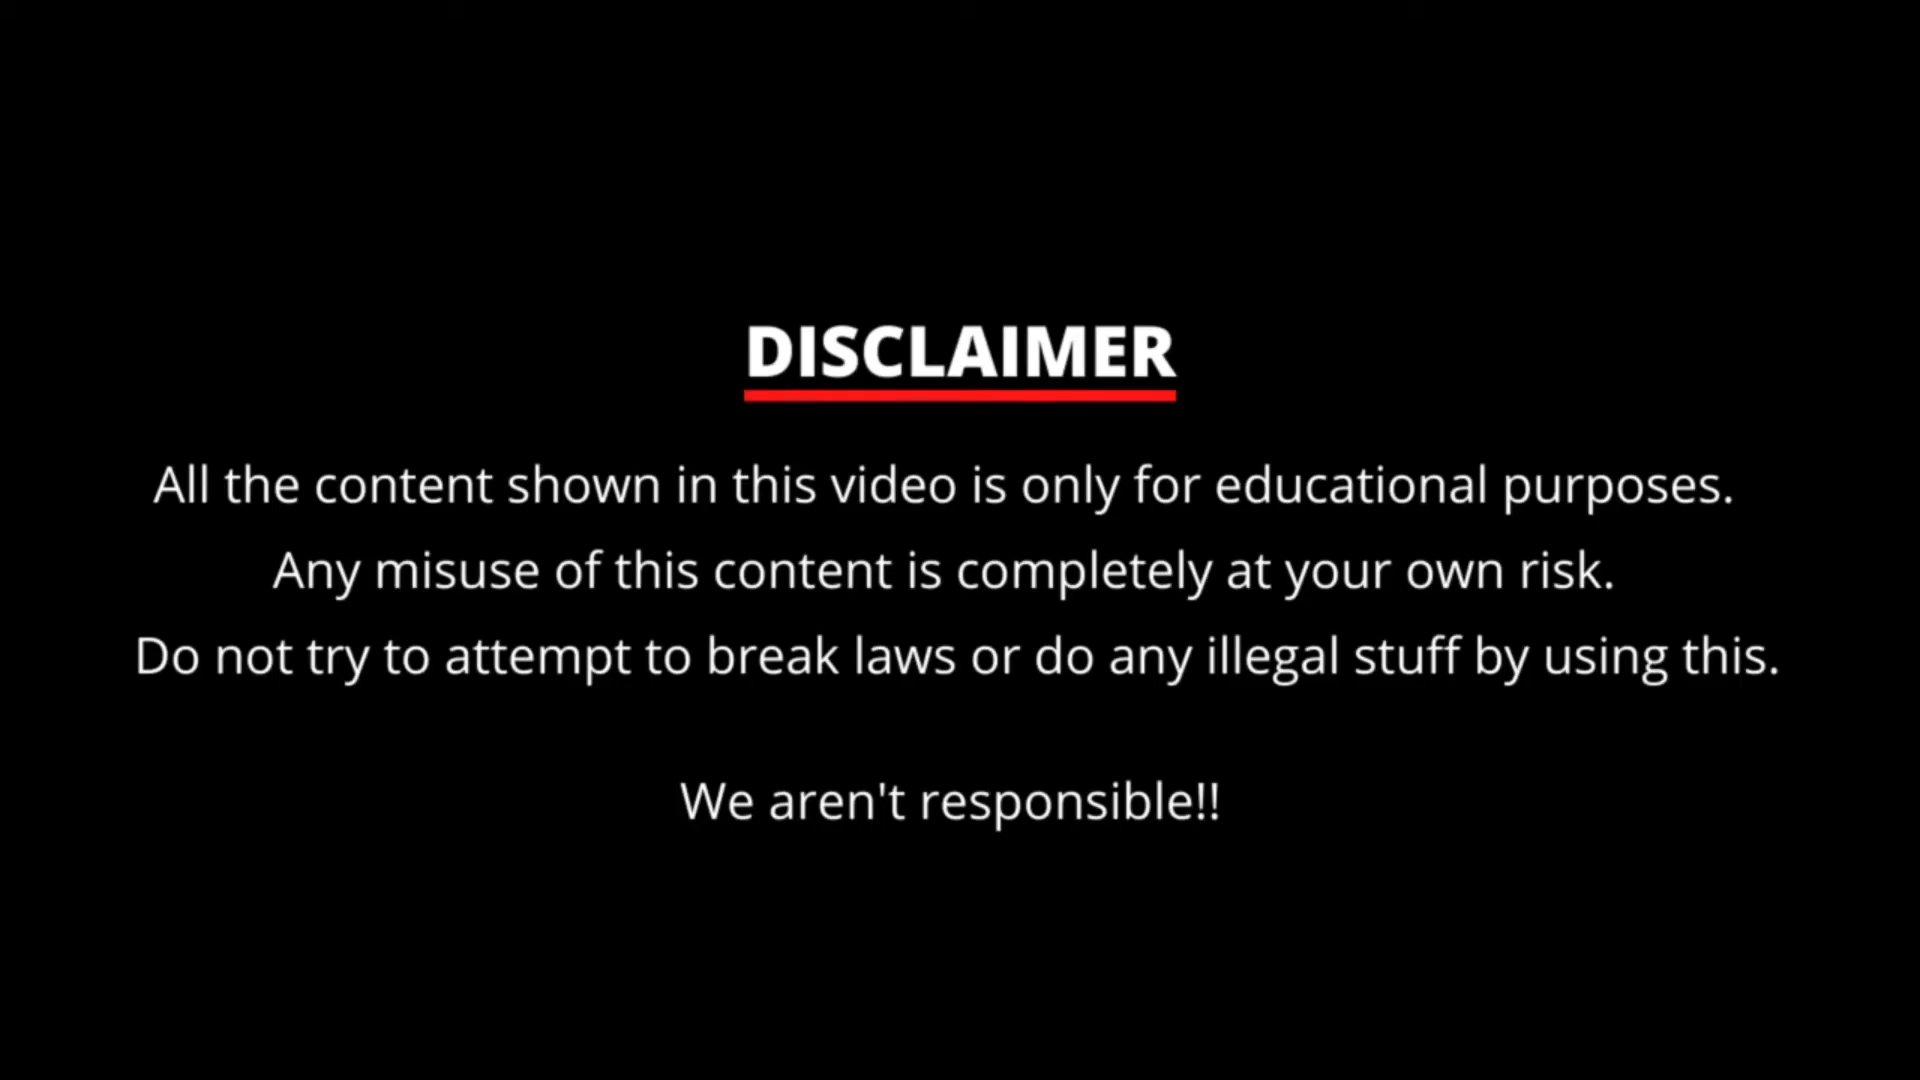 DISCLAIMER
All the content shown in this video is only for educational purposes.
Any misuse of this content is completely at your own risk.
Do not try to attempt to break laws or do any illegal stuff by using this.
We aren't responsible!!